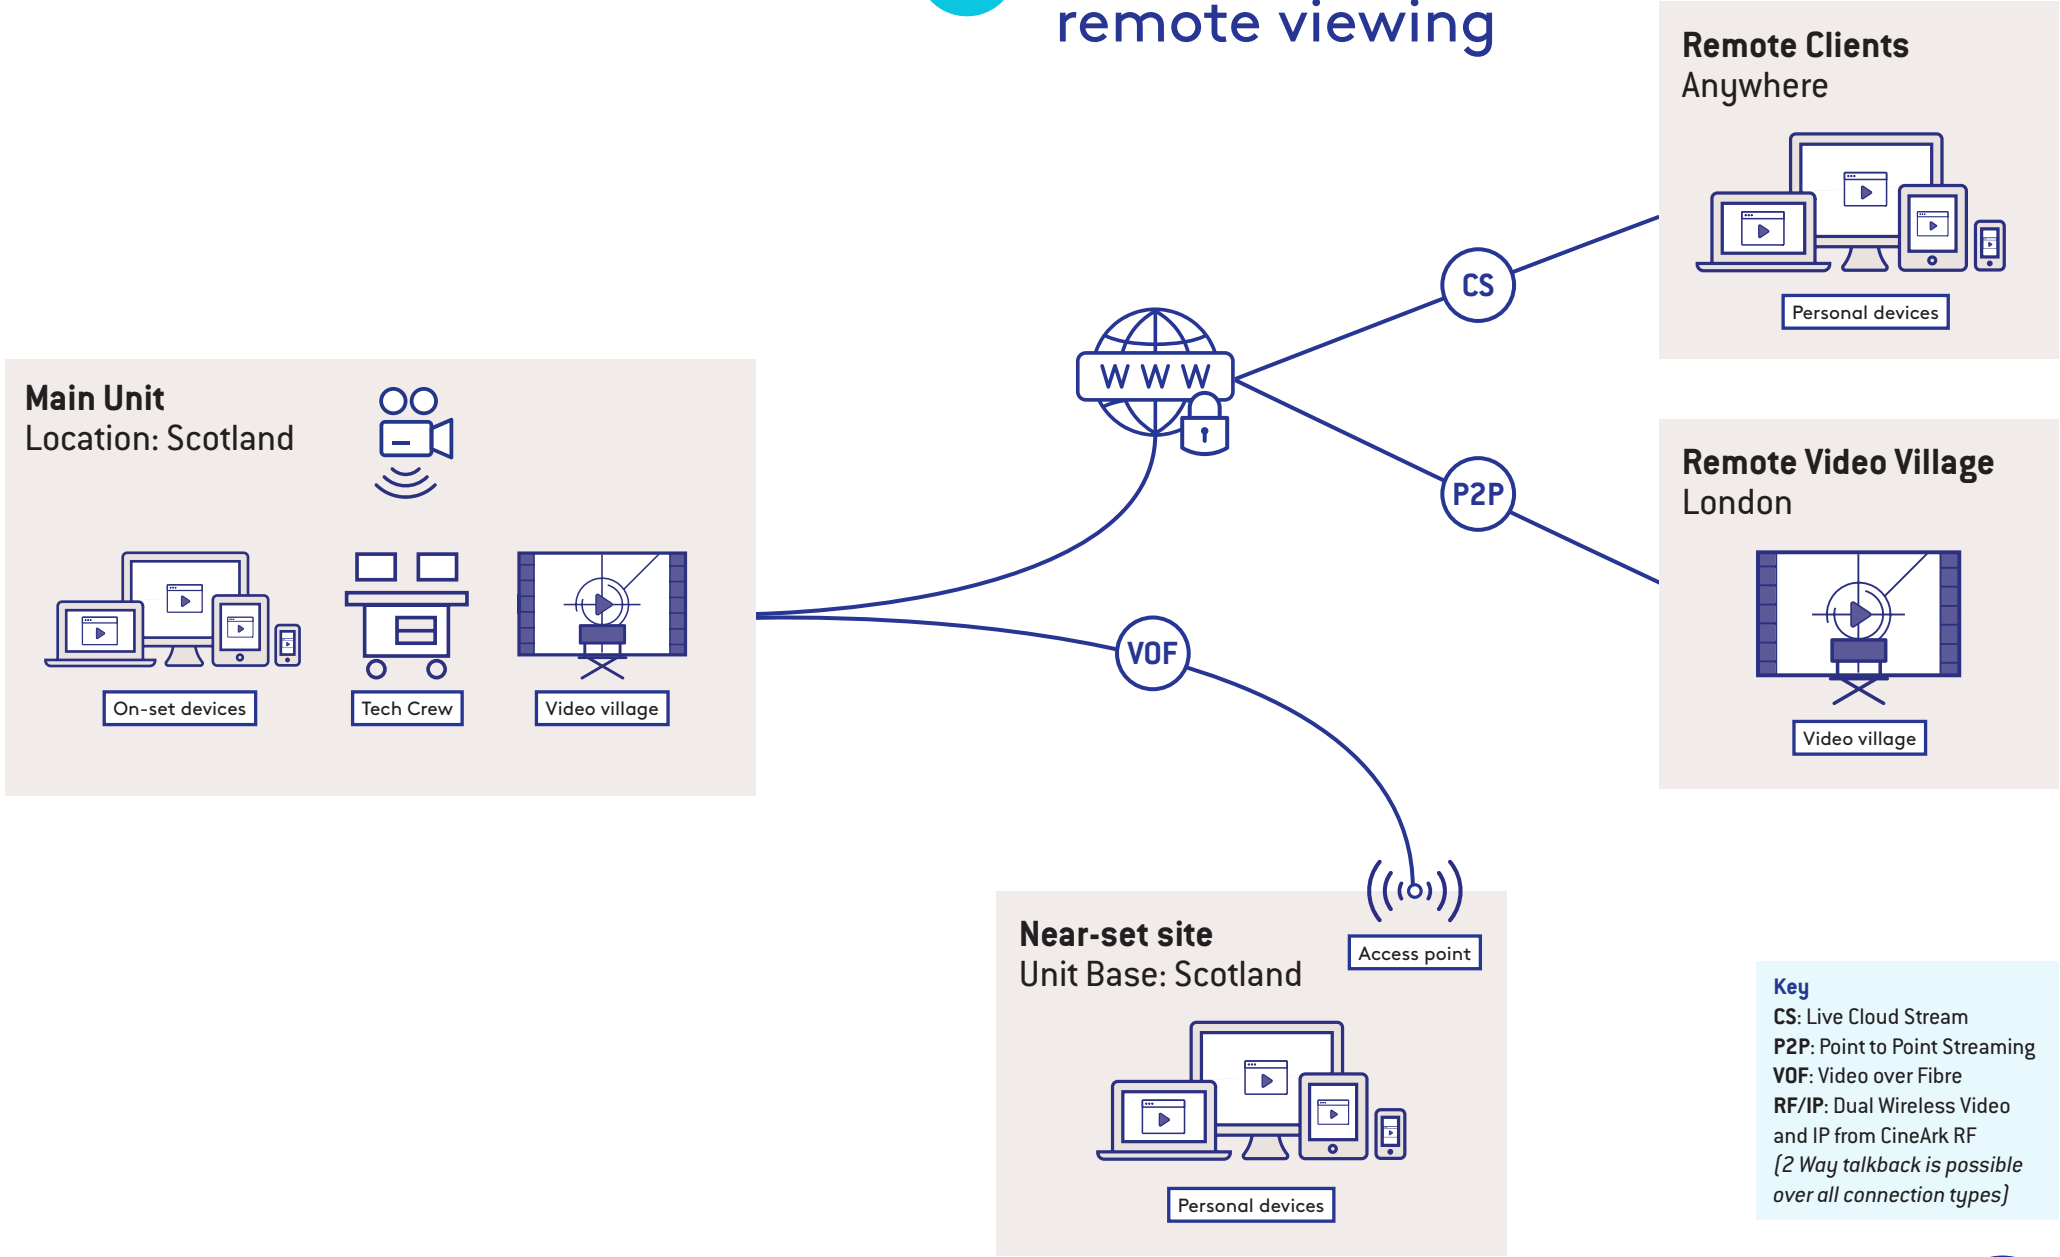 remote viewing
Remote Clients
Anywhere
Personal devices
CS
WWW
P2P
Main Unit
Location: Scotland
On-set devices
Tech Crew
Video village
Remote Video Village
London
Video village
VOF
Near-set site
Unit Base: Scotland
Access point
Personal devices
Key
CS: Live Cloud Stream
P2P: Point to Point Streaming
VOF: Video over Fibre
RF/IP: Dual Wireless Video
and IP from CineArk RF
(2 Way talkback is possible
over all connection types)